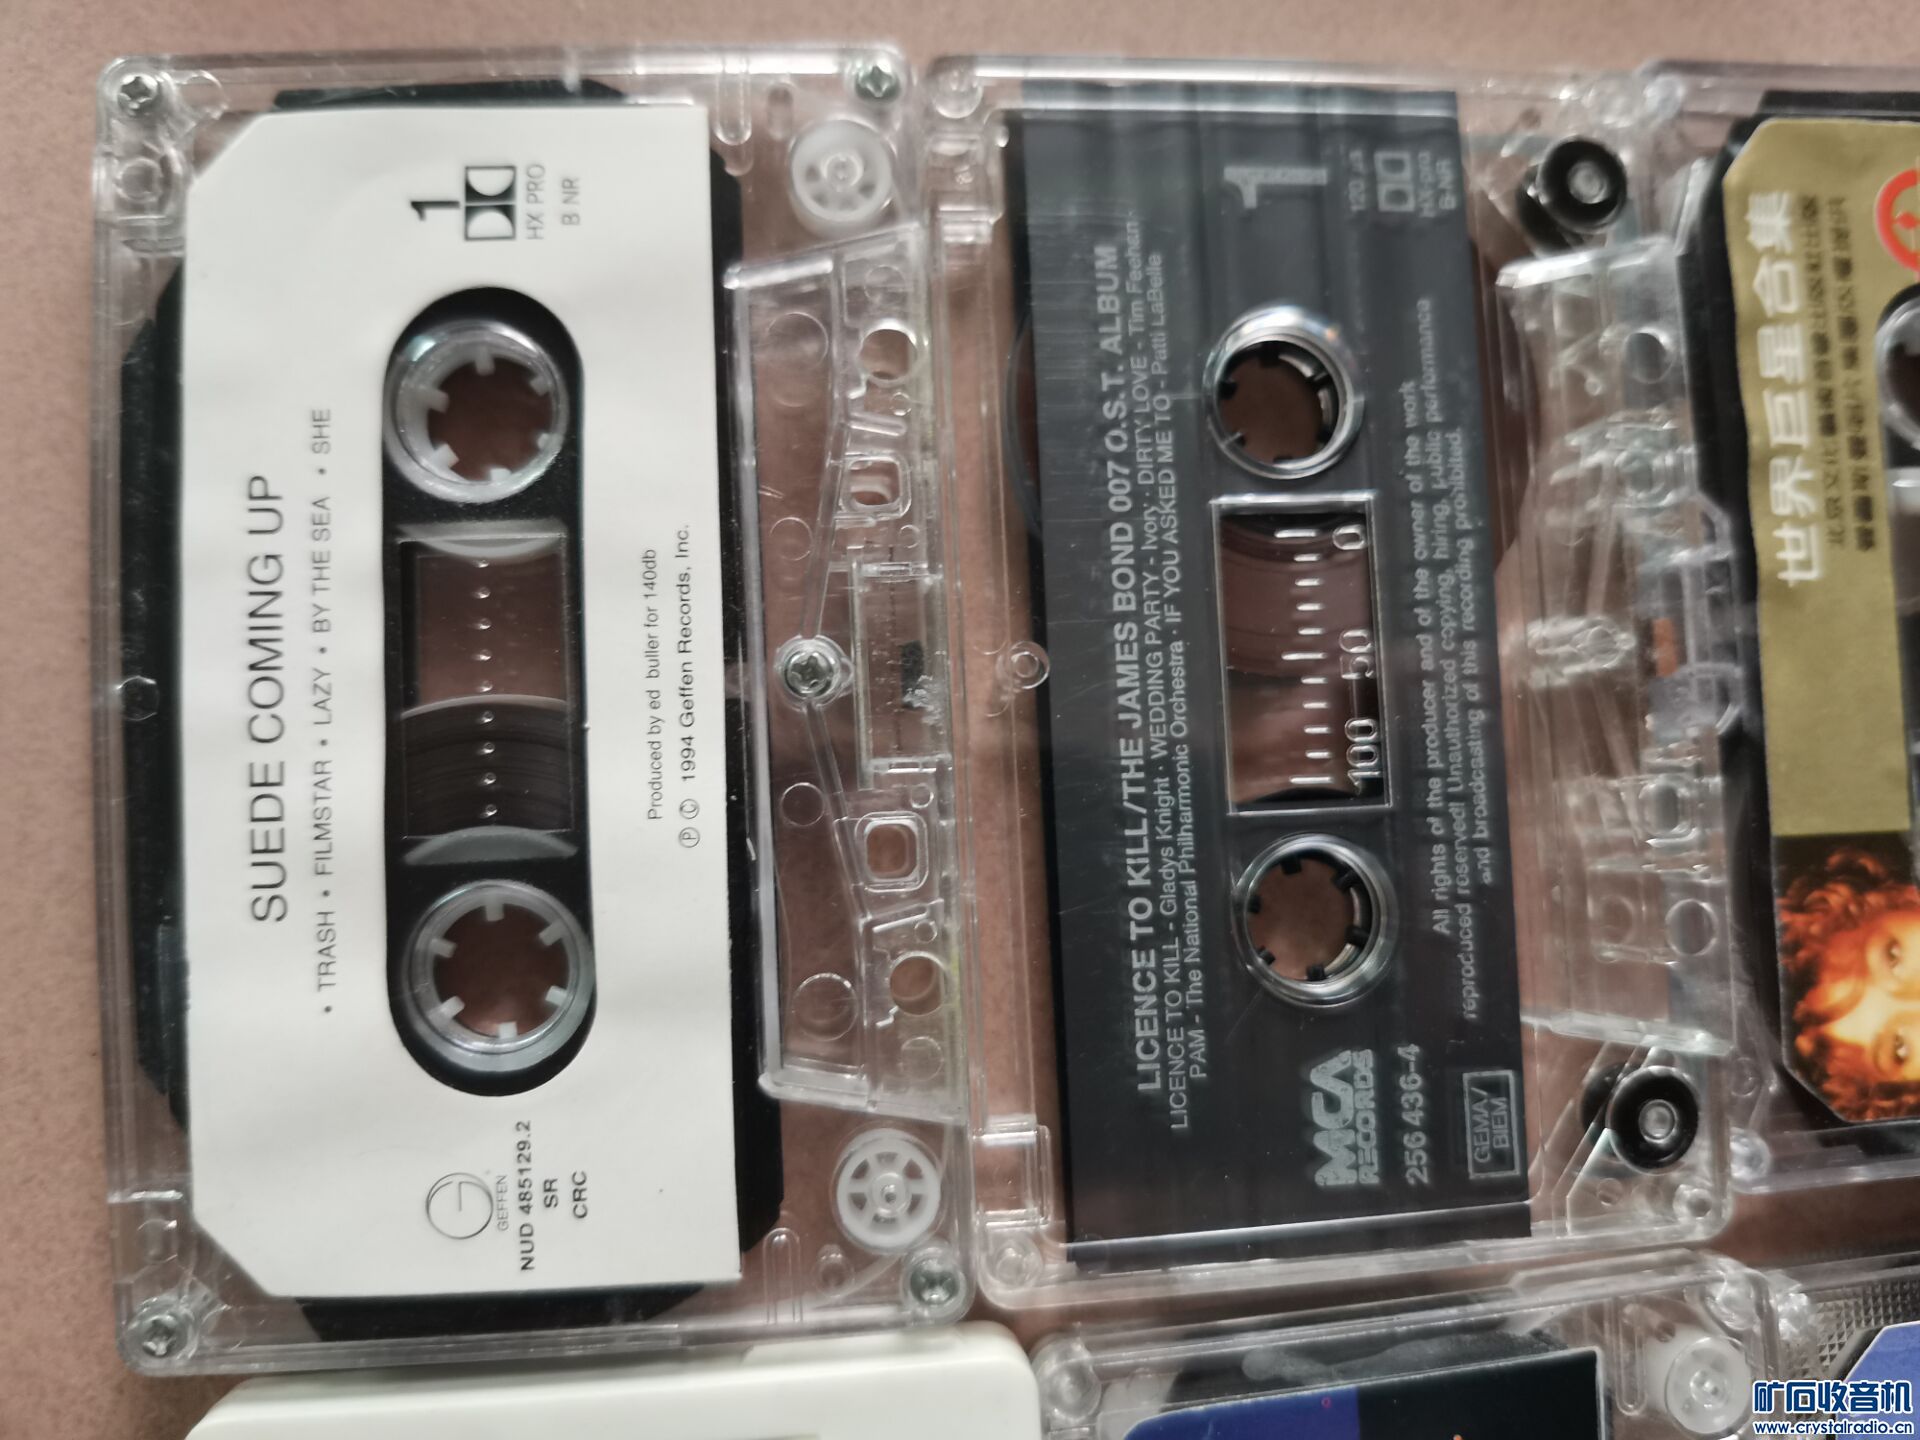 SUEDE COMING UP
• TRASH • FILMSTAR • LAZY • BY THE SEA • SHE
1
HX PRO
B NR
GEFFEN
NUD 485129.2
SR
CRC
Produced by ed buller for 140db
Ⓟ © 1994 Geffen Records, Inc.
LICENCE TO KILL/THE JAMES BOND 007 O.S.T. ALBUM
LICENCE TO KILL - Gladys Knight · WEDDING PARTY - Ivory · DIRTY LOVE - Tim Feehan
PAM - The National Philharmonic Orchestra · IF YOU ASKED ME TO - Patti LaBelle
1
120 µs
HX pro
B-NR
100 50 0
MCA
RECORDS
256 436-4
GEMA/
BIEM
All rights of the producer and of the owner of the work
reproduced reserved! Unauthorized copying, hiring, public performance
and broadcasting of this recording prohibited.
世界巨星合集
矿石收音机
www.crystalradio.cn